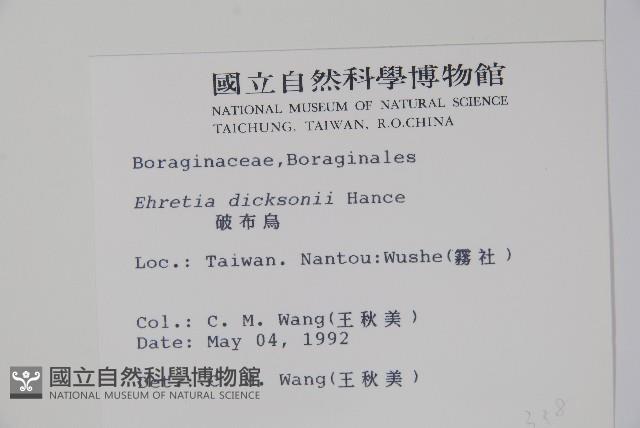 國立自然科學博物館
NATIONAL MUSEUM OF NATURAL SCIENCE
TAICHUNG, TAIWAN, R.O.CHINA
Boraginaceae,Boraginales
Ehretia dicksonii Hance
破布烏
Loc.: Taiwan. Nantou:Wushe(霧社)
Col.: C. M. Wang(王秋美)
Date: May 04, 1992
Wang(王秋美)
國立自然科學博物館
NATIONAL MUSEUM OF NATURAL SCIENCE
338